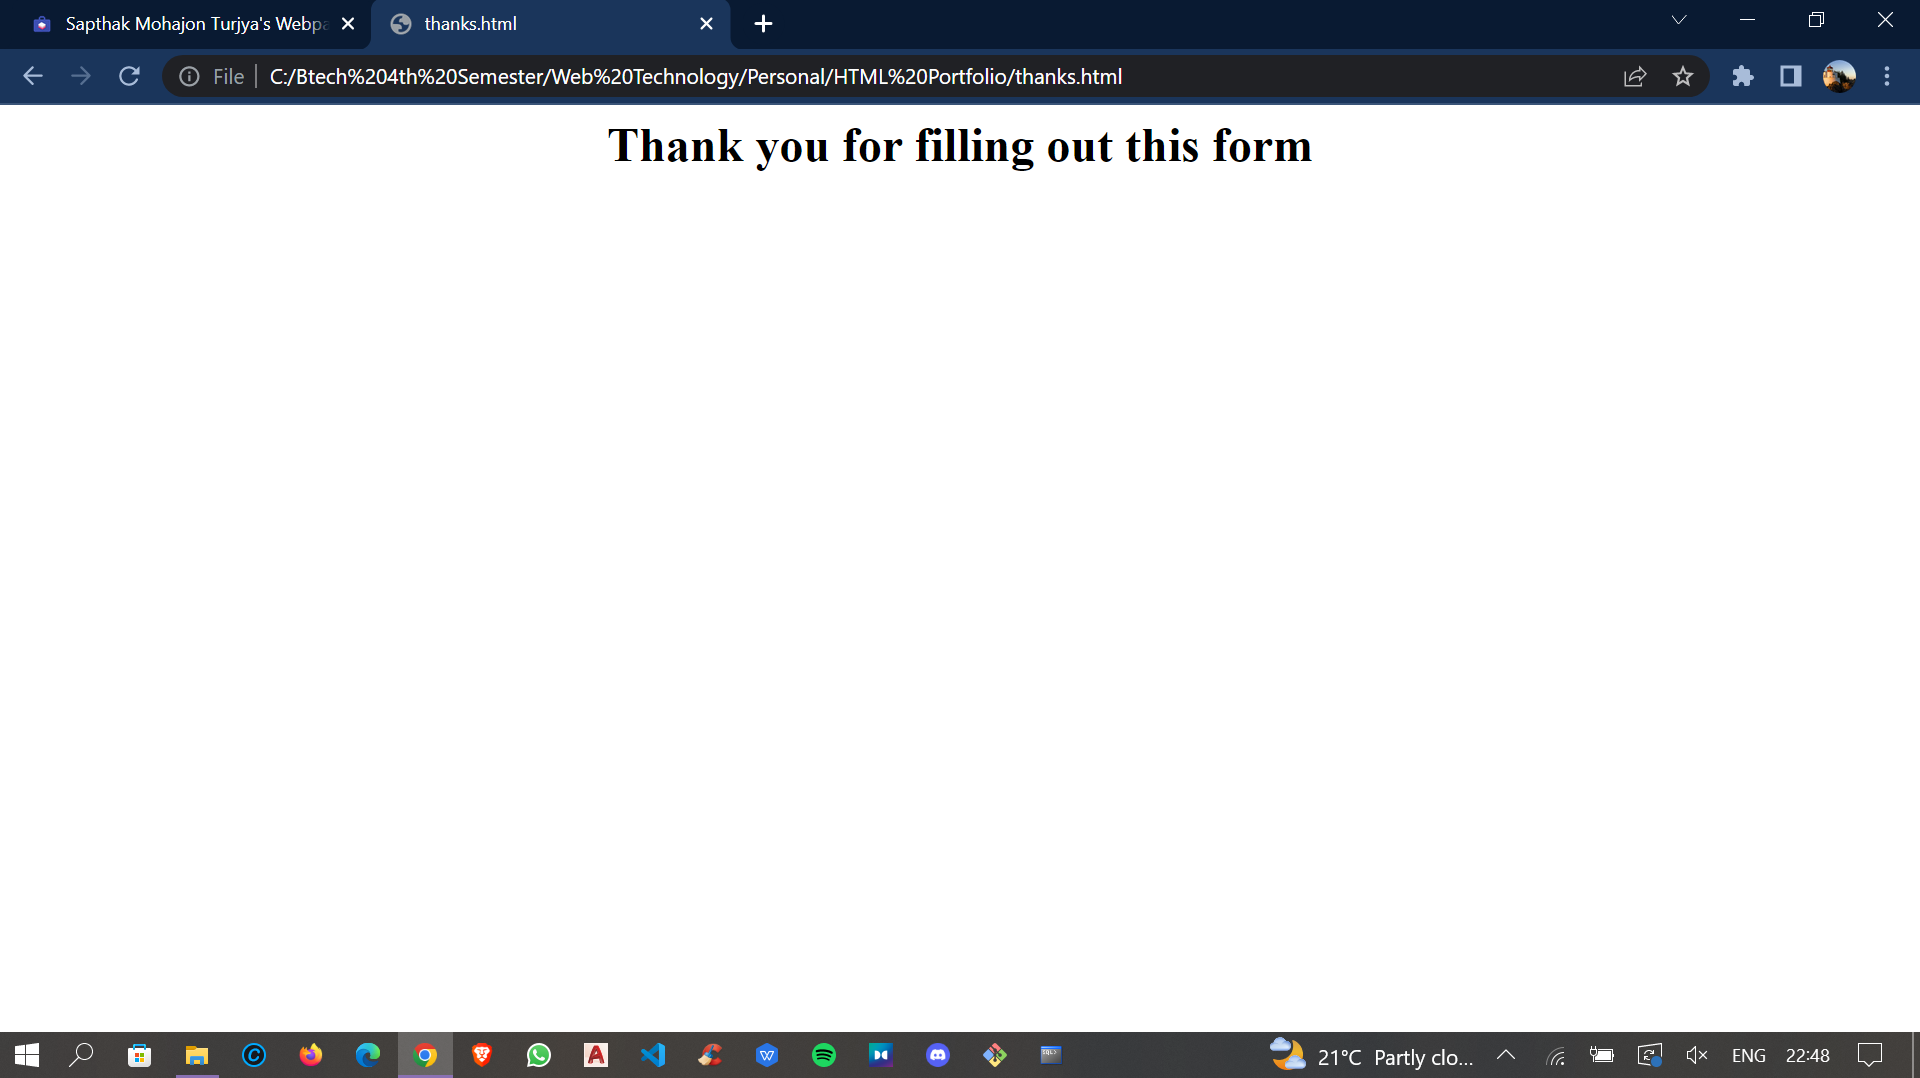 Sapthak Mohajon Turjya's Webpa
thanks.html
File
C:/Btech%204th%20Semester/Web%20Technology/Personal/HTML%20Portfolio/thanks.html
Thank you for filling out this form
21°C Partly clo...
ENG
22:48